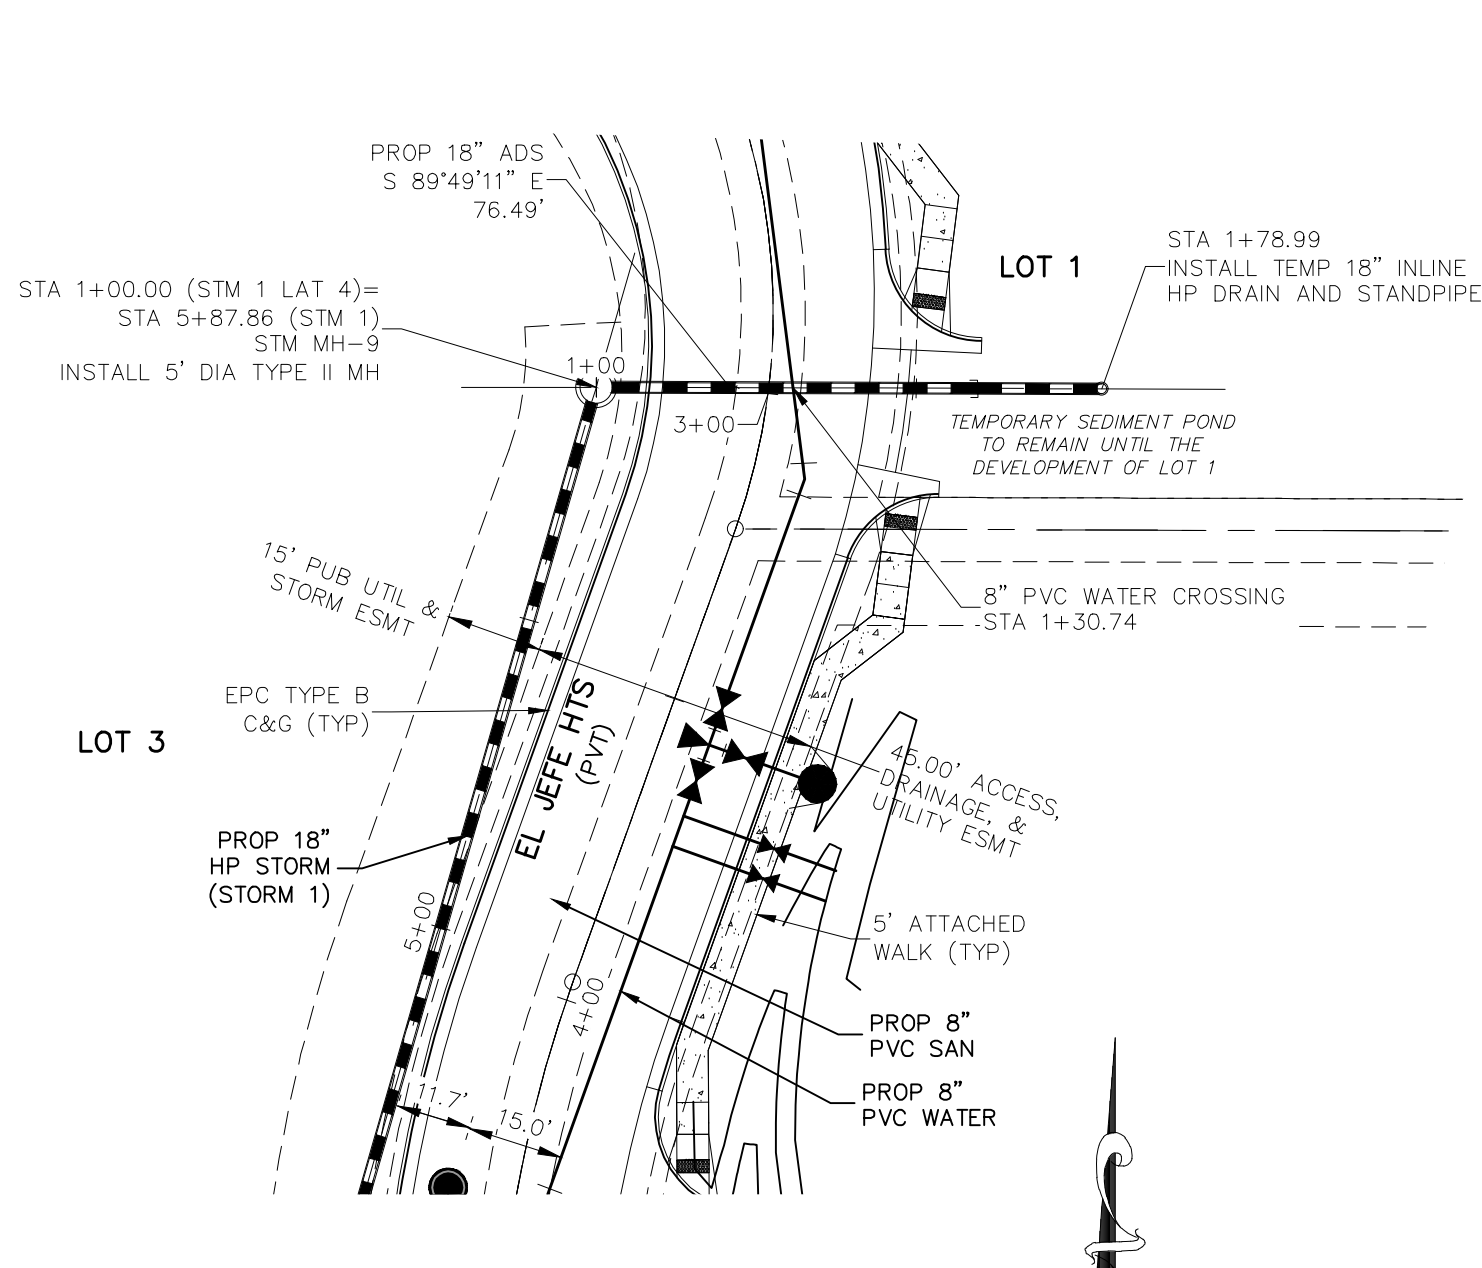 PROP 18” ADS
S 89°49'11” E
76.49'
STA 1+78.99
INSTALL TEMP 18” INLINE
HP DRAIN AND STANDPIPE
LOT 1
STA 1+00.00 (STM 1 LAT 4)=
STA 5+87.86 (STM 1)
STM MH-9
INSTALL 5' DIA TYPE II MH
1+00
3+00
TEMPORARY SEDIMENT POND
TO REMAIN UNTIL THE
DEVELOPMENT OF LOT 1
15' PUB UTIL &
STORM ESMT
8” PVC WATER CROSSING
STA 1+30.74
EPC TYPE B
C&G (TYP)
LOT 3
EL JEFE HTS
(PVT)
45.00' ACCESS,
DRAINAGE, &
UTILITY ESMT
PROP 18”
HP STORM
(STORM 1)
5+00
5' ATTACHED
WALK (TYP)
4+00
PROP 8”
PVC SAN
PROP 8”
PVC WATER
11.7'
15.0'